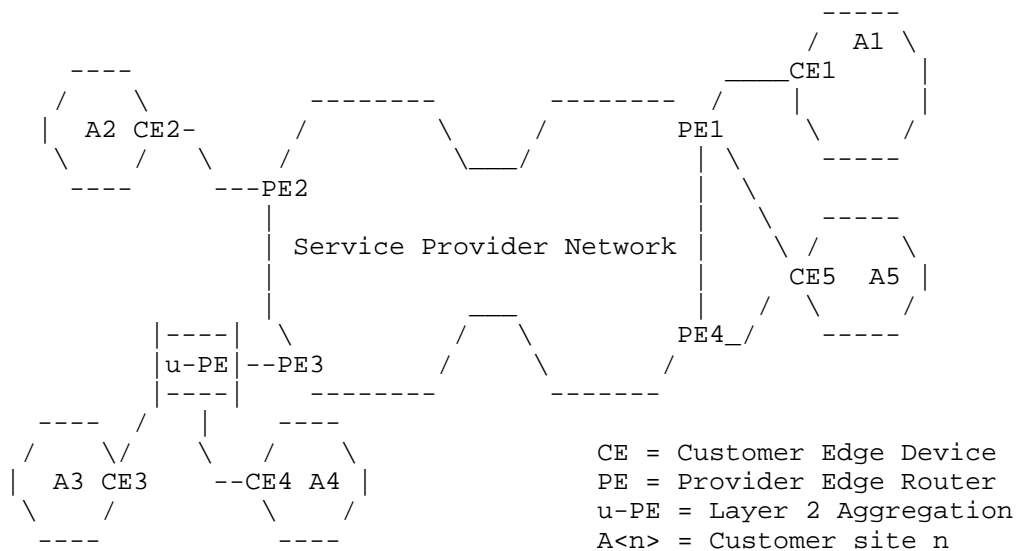 A1
CE1
A2 CE2
PE1
PE2
Service Provider Network
CE5 A5
PE4
u-PE PE3
CE = Customer Edge Device
A3 CE3 CE4 A4
PE = Provider Edge Router
u-PE = Layer 2 Aggregation
A<n> = Customer site n